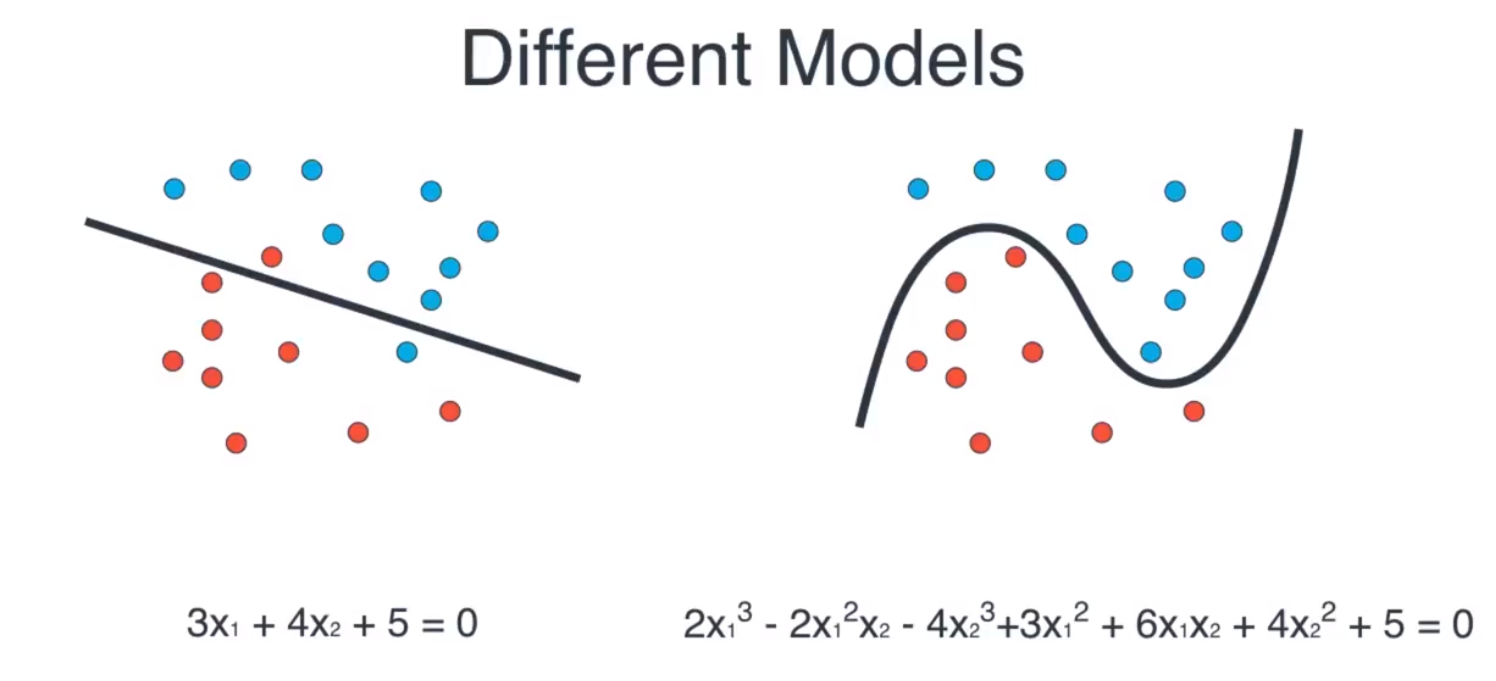 Different Models
3x₁ + 4x₂ + 5 = 0
2x₁³ - 2x₁²x₂ - 4x₂³+3x₁² + 6x₁x₂ + 4x₂² + 5 = 0